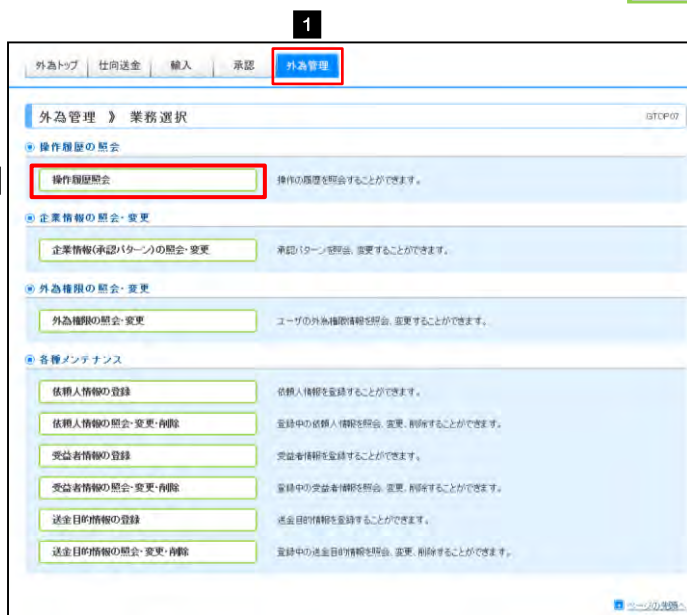 1
外為トップ 仕向送金 輸入 承認 外為管理
外為管理 》 業務選択 GTOP07
操作履歴の照会
操作履歴照会 操作の履歴を照会することができます。
企業情報の照会・変更
企業情報(承認パターン)の照会・変更 承認パターンを照会、変更することができます。
外為権限の照会・変更
外為権限の照会・変更 ユーザの外為権限情報を照会、変更することができます。
各種メンテナンス
依頼人情報の登録 依頼人情報を登録することができます。
依頼人情報の照会・変更・削除 登録中の依頼人情報を照会、変更、削除することができます。
受益者情報の登録 受益者情報を登録することができます。
受益者情報の照会・変更・削除 登録中の受益者情報を照会、変更、削除することができます。
送金目的情報の登録 送金目的情報を登録することができます。
送金目的情報の照会・変更・削除 登録中の送金目的情報を照会、変更、削除することができます。
ページの先頭へ